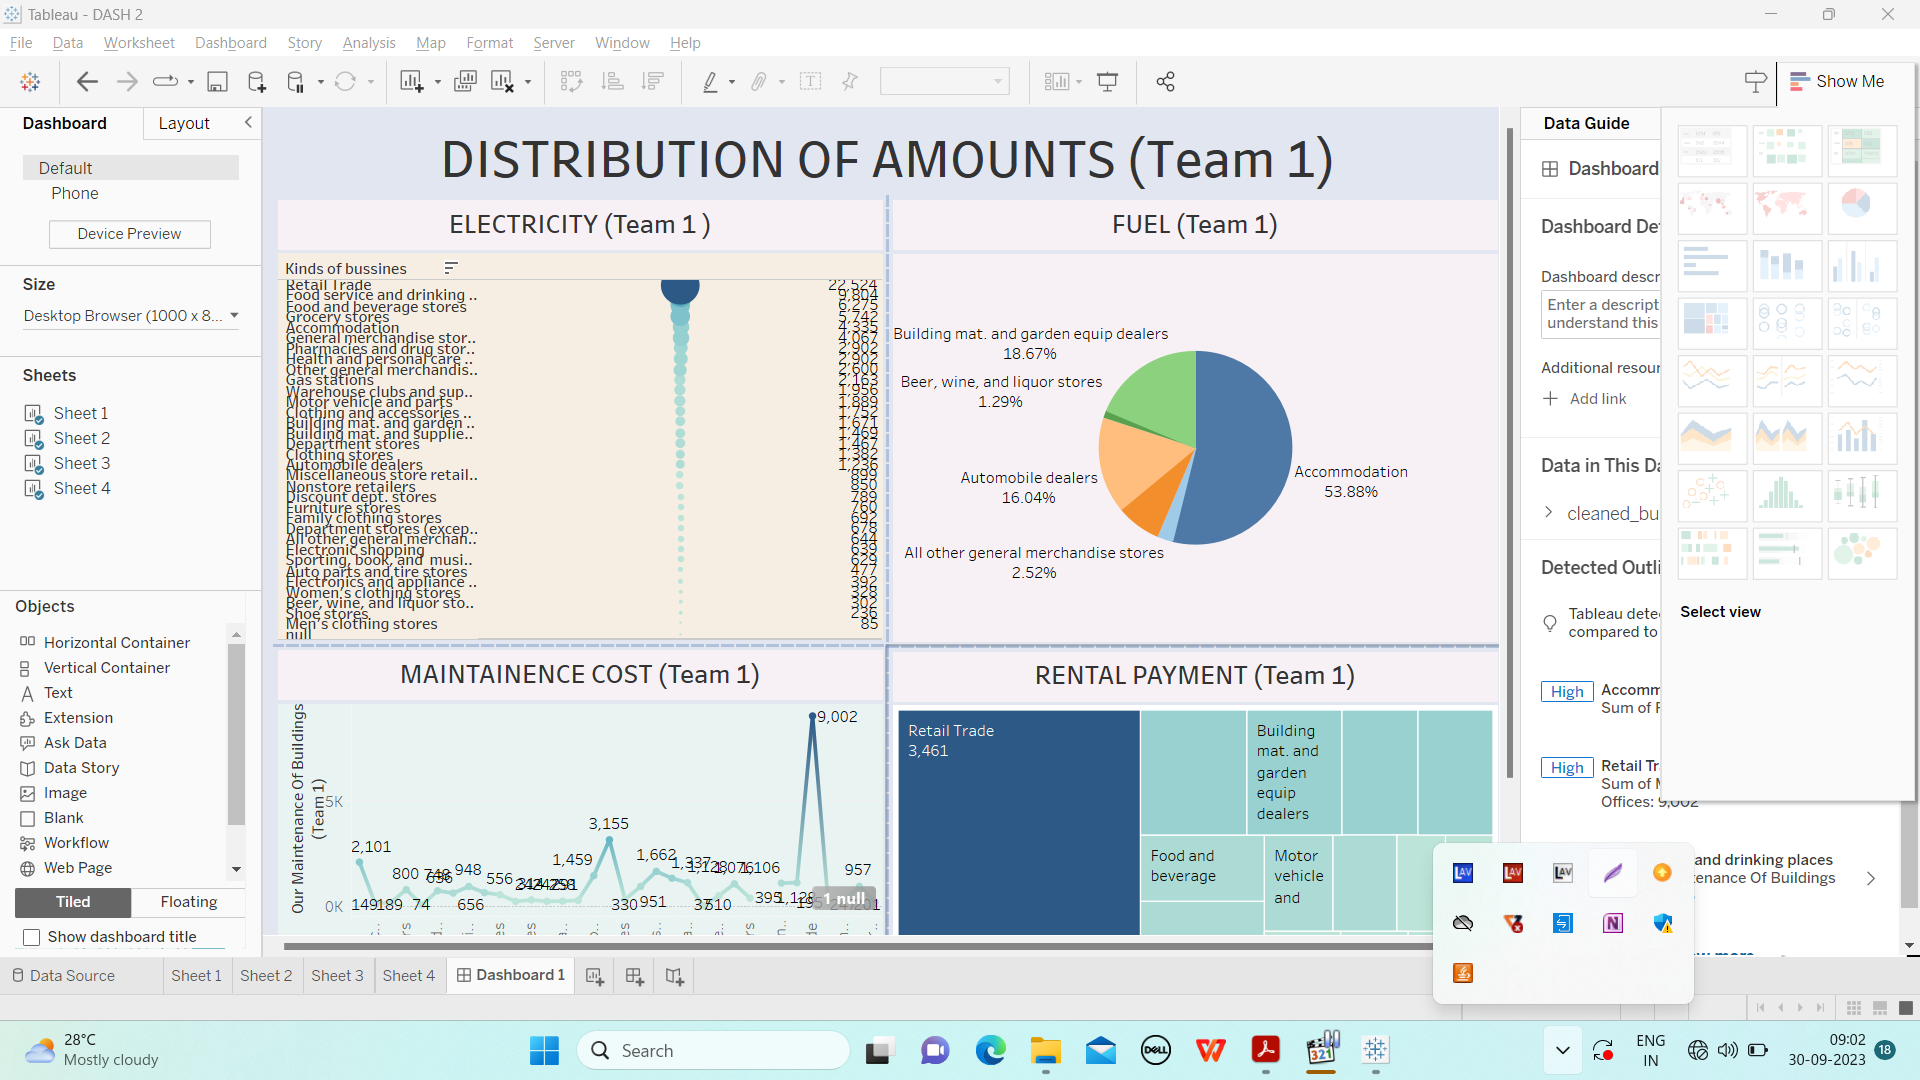 Tableau - DASH 2
File Data Worksheet Dashboard Story Analysis Map Format Server Window Help
Show Me
Dashboard Layout
Default
Phone
Device Preview
Size
Desktop Browser (1000 x 8...
Sheets
Sheet 1
Sheet 2
Sheet 3
Sheet 4
Objects
Horizontal Container
Vertical Container
Text
Extension
Ask Data
Data Story
Image
Blank
Workflow
Web Page
Tiled Floating
Show dashboard title
DISTRIBUTION OF AMOUNTS (Team 1)
ELECTRICITY (Team 1 )
Kinds of bussines
Retail Trade 22,524
Food service and drinking .. 9,804
Food and beverage stores 6,275
Grocery stores 5,742
Accommodation 4,335
General merchandise stor.. 4,067
Pharmacies and drug stor.. 2,902
Health and personal care .. 2,902
Other general merchandis.. 2,600
Gas stations 2,163
Warehouse clubs and sup.. 1,956
Motor vehicle and parts 1,889
Clothing and accessories .. 1,752
Building mat. and garden .. 1,671
Building mat. and supplie.. 1,469
Department stores 1,467
Clothing stores 1,382
Automobile dealers 1,236
Miscellaneous store retail.. 899
Nonstore retailers 850
Discount dept. stores 789
Furniture stores 760
Family clothing stores 692
Department stores (excep.. 678
All other general merchan.. 644
Electronic shopping 639
Sporting, book, and musi.. 629
Auto parts and tire stores 477
Electronics and appliance .. 392
Women's clothing stores 328
Beer, wine, and liquor sto.. 302
Shoe stores 236
Men's clothing stores 85
null
FUEL (Team 1)
Building mat. and garden equip dealers
18.67%
Beer, wine, and liquor stores
1.29%
Automobile dealers
16.04%
Accommodation
53.88%
All other general merchandise stores
2.52%
MAINTAINENCE COST (Team 1)
Our Maintenance Of Buildings
(Team 1)
5K
0K
9,002
3,155
2,101
1,459
1,662
1,337
1,128
1,076
1,106
800
748
636
948
556
957
149
189
74
656
330
951
510
395
1 null
RENTAL PAYMENT (Team 1)
Retail Trade
3,461
Building
mat. and
garden
equip
dealers
Food and
beverage
Motor
vehicle
and
Data Guide
Dashboard
Dashboard De
Dashboard descr
Enter a descript
understand this
Additional resour
Add link
Data in This Da
cleaned_bu
Detected Outli
Tableau dete
compared to
High Accomm
Sum of F
High Retail Tr
Sum of M
Offices: 9,002
and drinking places
tenance Of Buildings
Select view
LAV LAV LAV
Data Source Sheet 1 Sheet 2 Sheet 3 Sheet 4 Dashboard 1
28°C
Mostly cloudy
Search
DELL
321
ENG
IN
09:02
30-09-2023
18